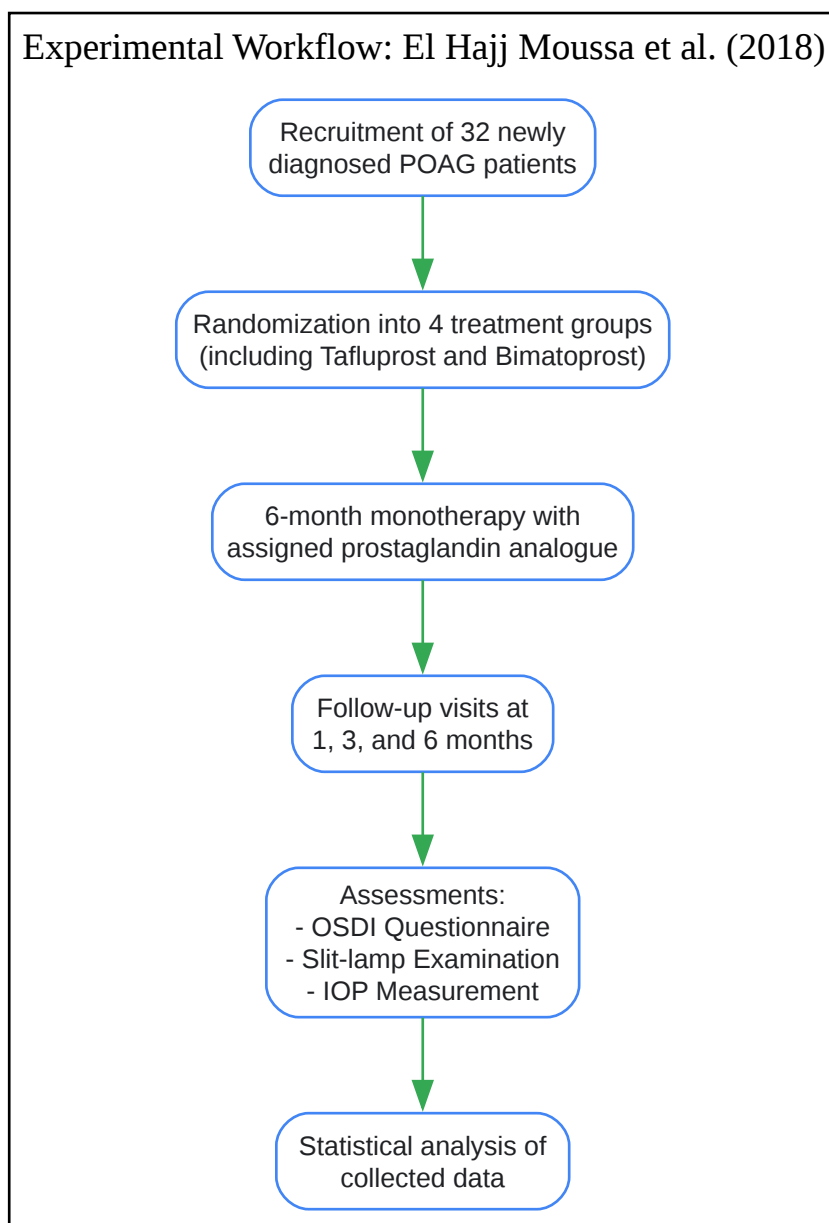 Experimental Workflow: El Hajj Moussa et al. (2018)
Recruitment of 32 newly
diagnosed POAG patients
Randomization into 4 treatment groups
(including Tafluprost and Bimatoprost)
6-month monotherapy with
assigned prostaglandin analogue
Follow-up visits at
1, 3, and 6 months
Assessments:
- OSDI Questionnaire
- Slit-lamp Examination
- IOP Measurement
Statistical analysis of
collected data